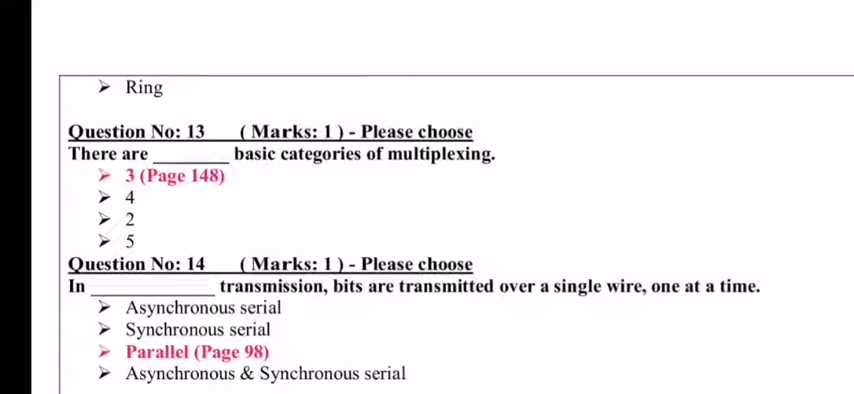 ➢ Ring
Question No: 13 ( Marks: 1 ) - Please choose
There are _______ basic categories of multiplexing.
➢ 3 (Page 148)
➢ 4
➢ 2
➢ 5
Question No: 14 ( Marks: 1 ) - Please choose
In ____________ transmission, bits are transmitted over a single wire, one at a time.
➢ Asynchronous serial
➢ Synchronous serial
➢ Parallel (Page 98)
➢ Asynchronous & Synchronous serial